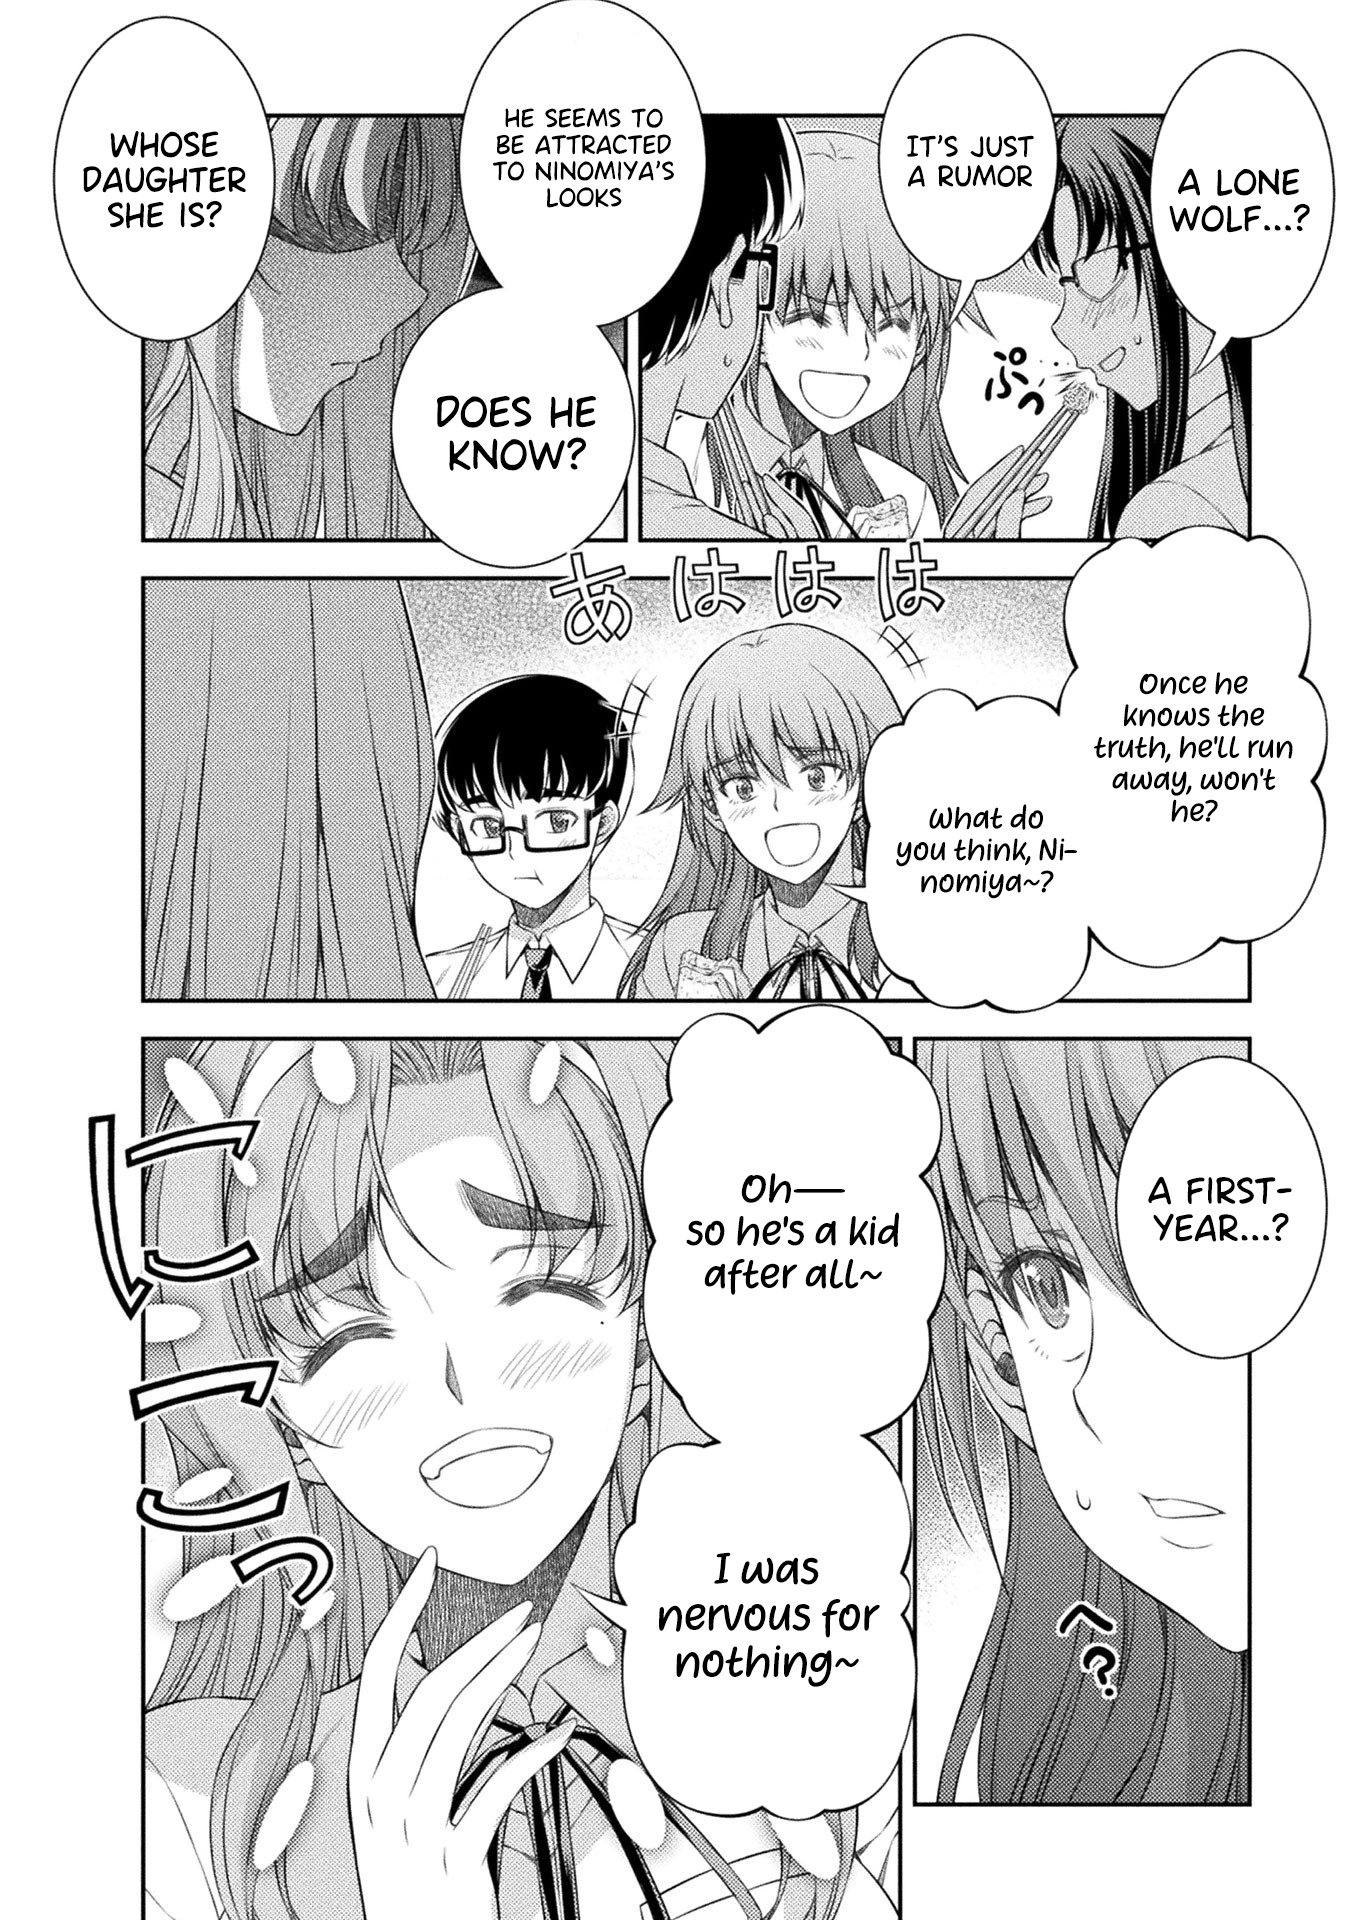 A LONE
WOLF...?
IT'S JUST
A RUMOR
ぷっ
HE SEEMS TO
BE ATTRACTED
TO NINOMIYA'S
LOOKS
DOES HE
KNOW?
WHOSE
DAUGHTER
SHE IS?
Once he
knows the
truth, he'll run
away, won't
he?
What do
you think, Ni-
nomiya~?
あははは
A FIRST-
YEAR...?
へ?
Oh—
so he's a kid
after all~
I was
nervous for
nothing~
にこにこっ